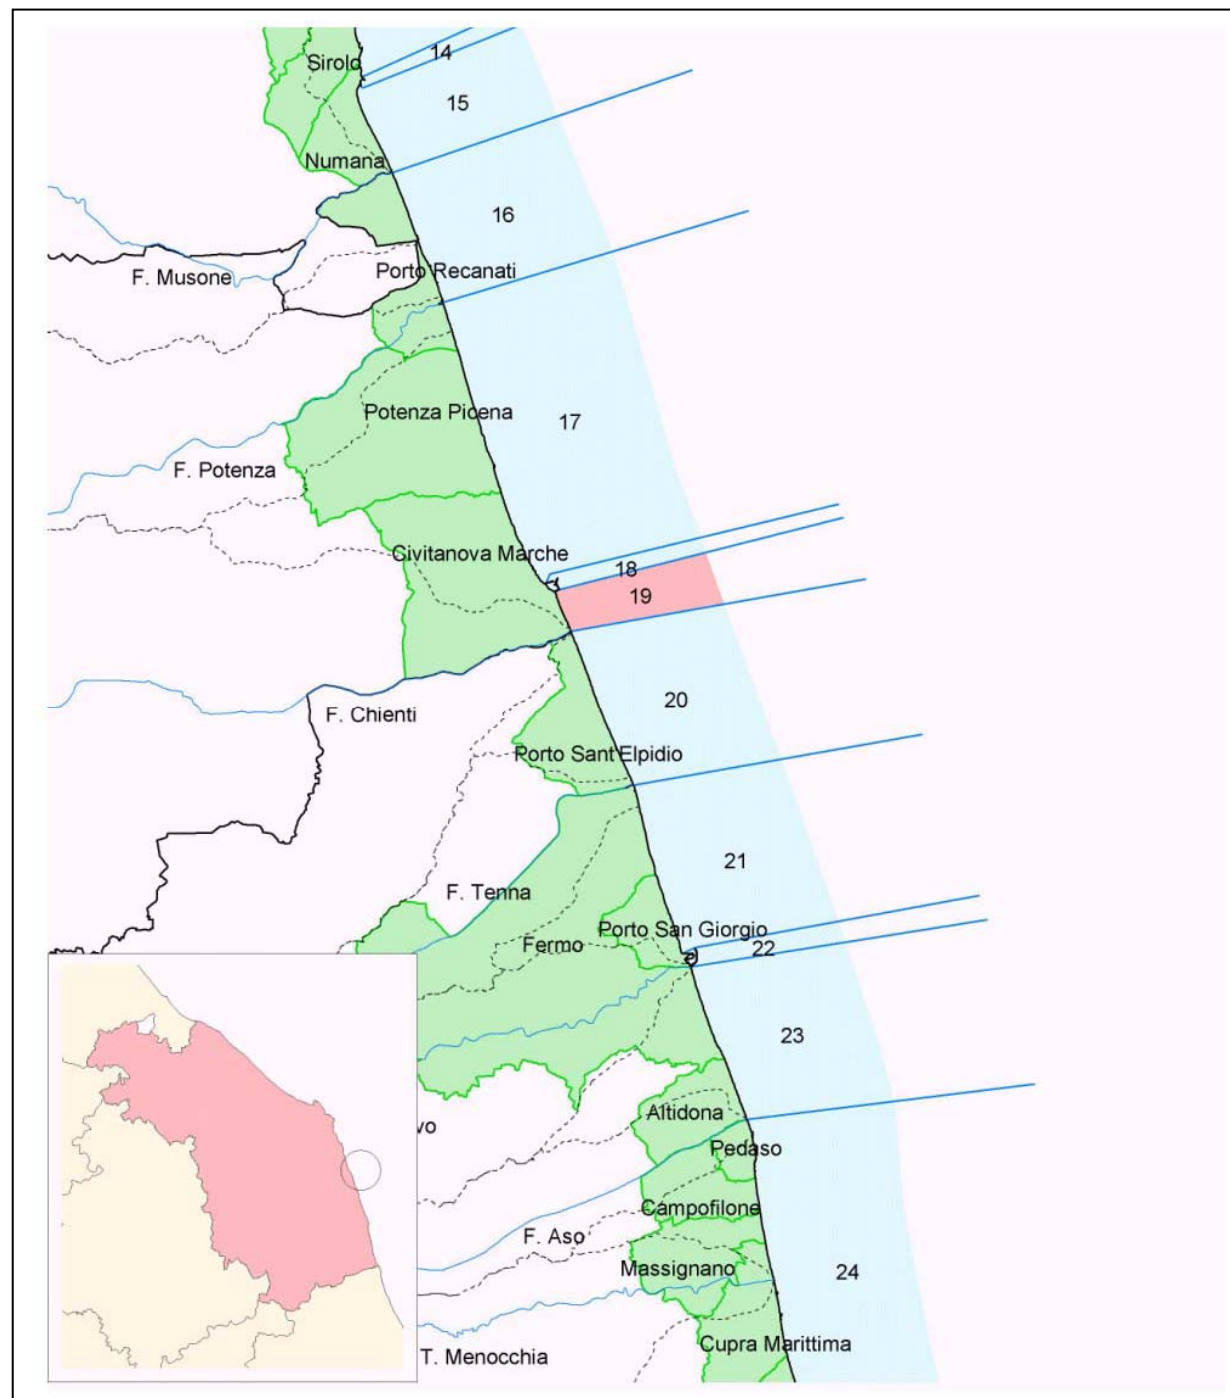 14
Sirolo
15
Numana
16
Porto Recanati
F. Musone
Potenza Picena
17
F. Potenza
Civitanova Marche
18
19
20
F. Chienti
Porto Sant'Elpidio
21
F. Tenna
Porto San Giorgio
Fermo
22
23
Altidona
vo
Pedaso
Campofilone
F. Aso
Massignano
24
Cupra Marittima
T. Menocchia